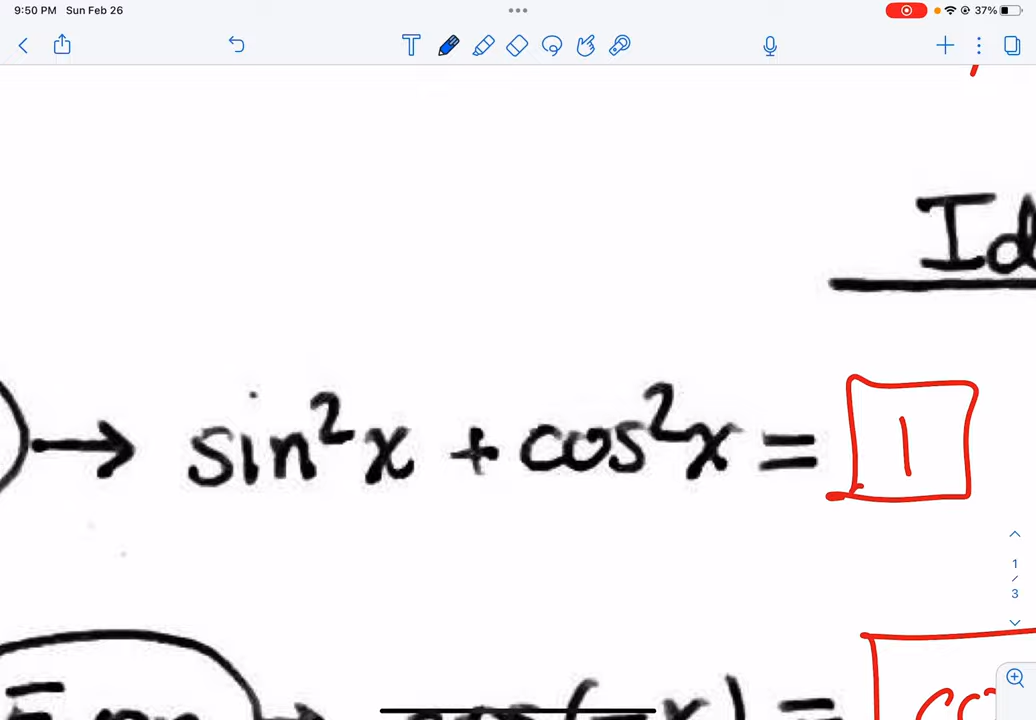 9:50 PM Sun Feb 26
37%
Id
→ sin²x + cos²x = 1
1
/
3